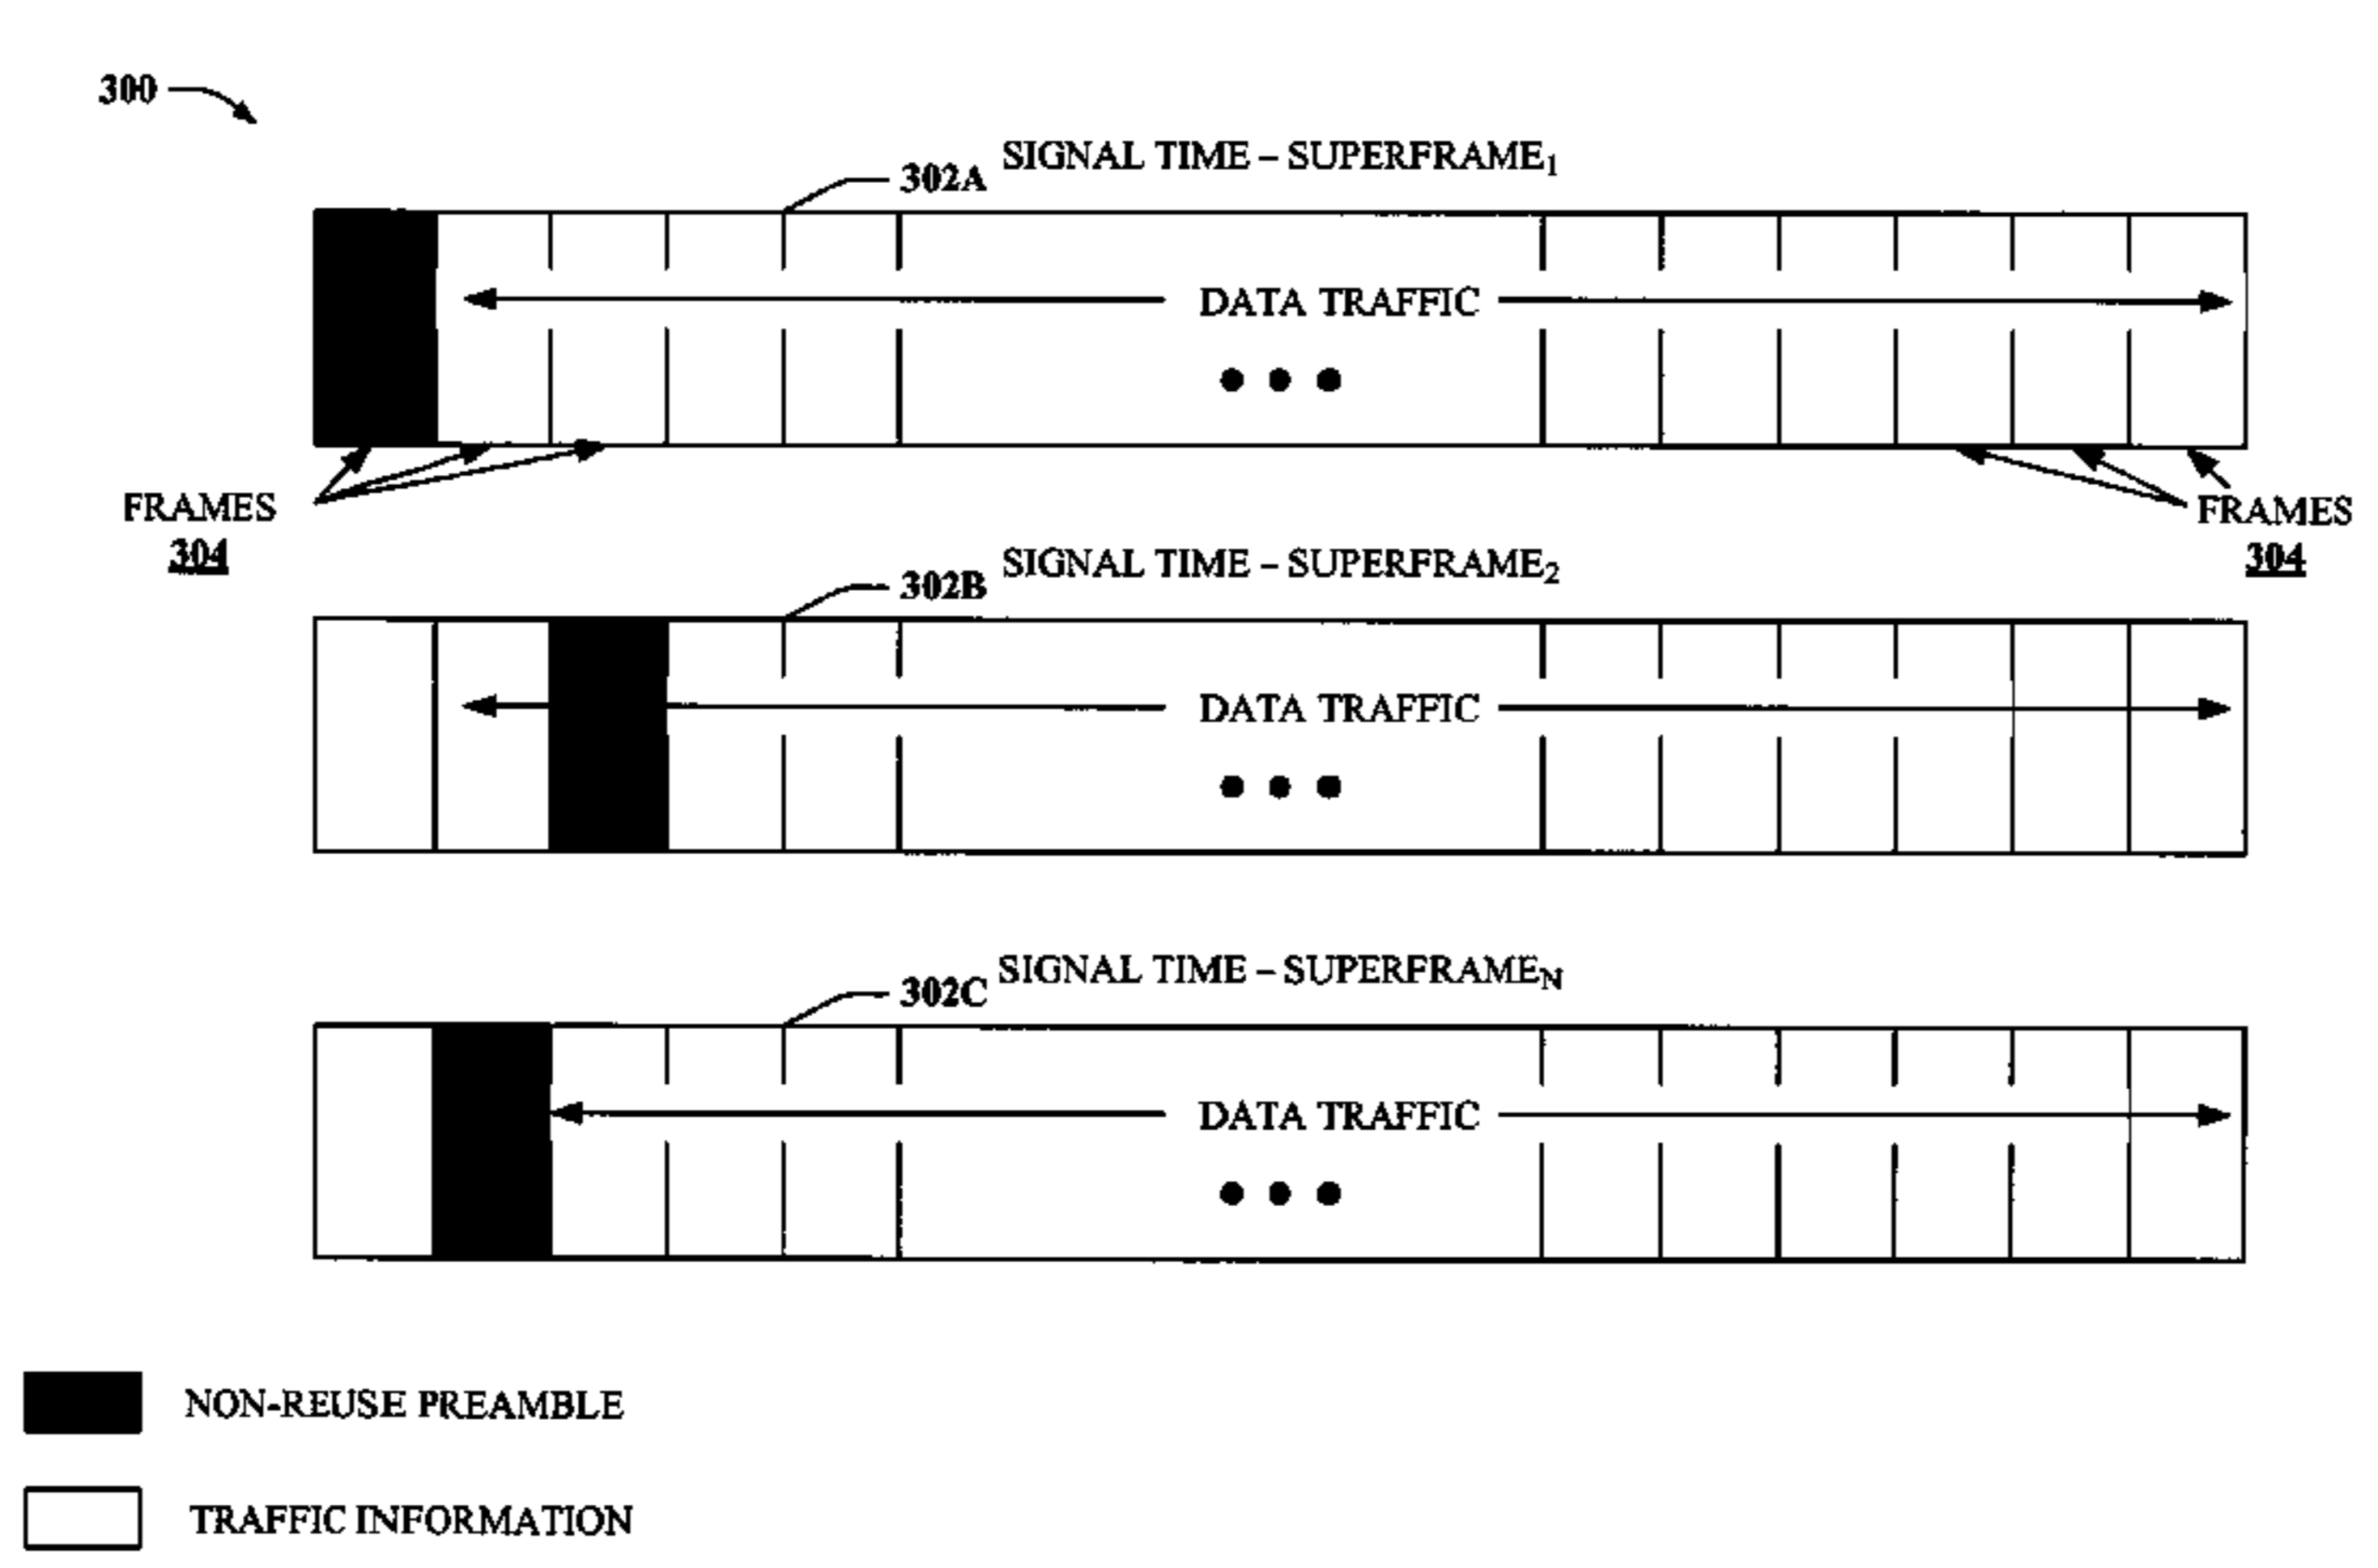 300
SIGNAL TIME – SUPERFRAME1
302A
DATA TRAFFIC
FRAMES
304
FRAMES
304
SIGNAL TIME – SUPERFRAME2
302B
DATA TRAFFIC
SIGNAL TIME – SUPERFRAMEN
302C
DATA TRAFFIC
NON-REUSE PREAMBLE
TRAFFIC INFORMATION